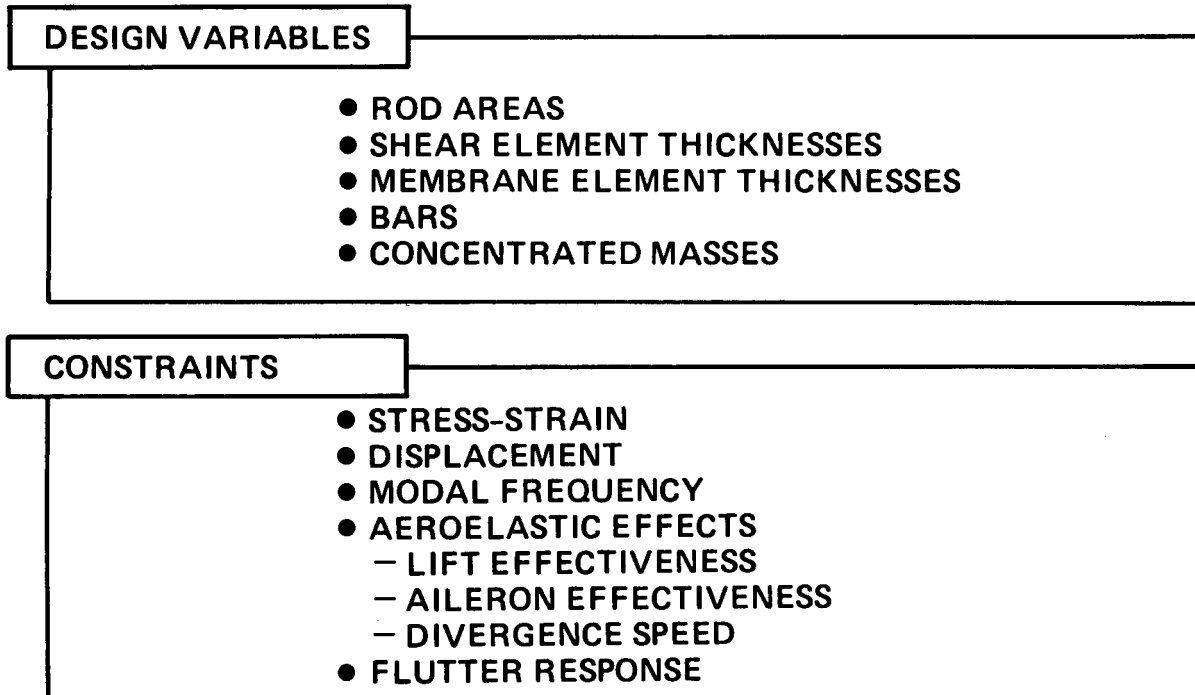 DESIGN VARIABLES
● ROD AREAS
● SHEAR ELEMENT THICKNESSES
● MEMBRANE ELEMENT THICKNESSES
● BARS
● CONCENTRATED MASSES
CONSTRAINTS
● STRESS-STRAIN
● DISPLACEMENT
● MODAL FREQUENCY
● AEROELASTIC EFFECTS
– LIFT EFFECTIVENESS
– AILERON EFFECTIVENESS
– DIVERGENCE SPEED
● FLUTTER RESPONSE